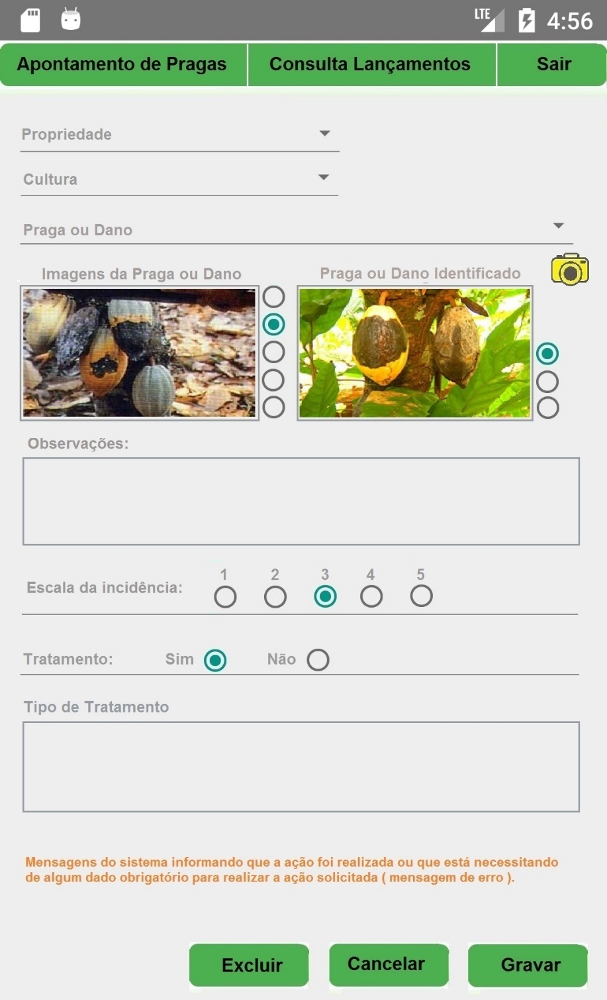 LTE 4:56
Apontamento de Pragas Consulta Lançamentos Sair
Propriedade
Cultura
Praga ou Dano
Imagens da Praga ou Dano Praga ou Dano Identificado
Observações:
1 2 3 4 5
Escala da incidência:
Tratamento: Sim Não
Tipo de Tratamento
Mensagens do sistema informando que a ação foi realizada ou que está necessitando
de algum dado obrigatório para realizar a ação solicitada ( mensagem de erro ).
Excluir Cancelar Gravar